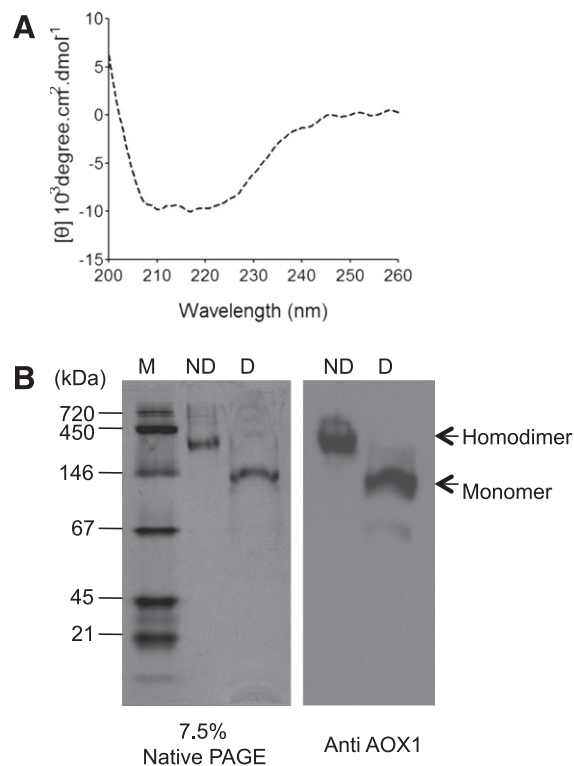 A
10
5
0
-5
-10
-15
[θ] 10³degree.cm².dmol⁻¹
200 210 220 230 240 250 260
Wavelength (nm)
B
(kDa) M ND D ND D
720
450
146
67
45
21
Homodimer
Monomer
7.5%
Native PAGE
Anti AOX1